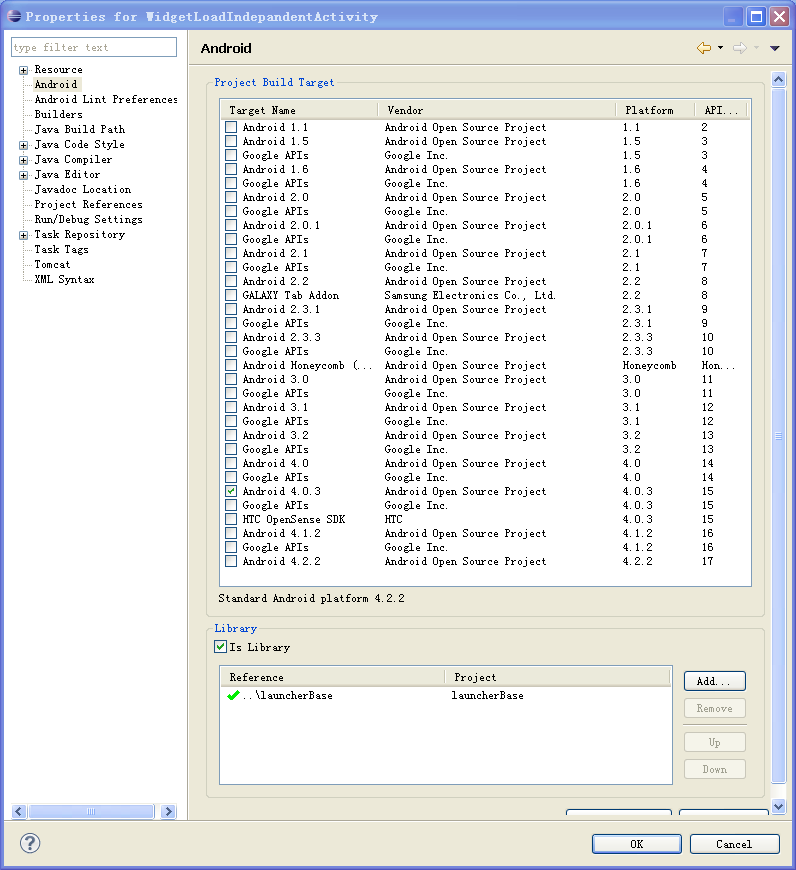 Properties for WidgetLoadIndependentActivity
type filter text
Resource
Android
Android Lint Preferences
Builders
Java Build Path
Java Code Style
Java Compiler
Java Editor
Javadoc Location
Project References
Run/Debug Settings
Task Repository
Task Tags
Tomcat
XML Syntax
Android
Project Build Target
Target Name Vendor Platform API...
Android 1.1 Android Open Source Project 1.1 2
Android 1.5 Android Open Source Project 1.5 3
Google APIs Google Inc. 1.5 3
Android 1.6 Android Open Source Project 1.6 4
Google APIs Google Inc. 1.6 4
Android 2.0 Android Open Source Project 2.0 5
Google APIs Google Inc. 2.0 5
Android 2.0.1 Android Open Source Project 2.0.1 6
Google APIs Google Inc. 2.0.1 6
Android 2.1 Android Open Source Project 2.1 7
Google APIs Google Inc. 2.1 7
Android 2.2 Android Open Source Project 2.2 8
GALAXY Tab Addon Samsung Electronics Co., Ltd. 2.2 8
Android 2.3.1 Android Open Source Project 2.3.1 9
Google APIs Google Inc. 2.3.1 9
Android 2.3.3 Android Open Source Project 2.3.3 10
Google APIs Google Inc. 2.3.3 10
Android Honeycomb (... Android Open Source Project Honeycomb Hon...
Android 3.0 Android Open Source Project 3.0 11
Google APIs Google Inc. 3.0 11
Android 3.1 Android Open Source Project 3.1 12
Google APIs Google Inc. 3.1 12
Android 3.2 Android Open Source Project 3.2 13
Google APIs Google Inc. 3.2 13
Android 4.0 Android Open Source Project 4.0 14
Google APIs Google Inc. 4.0 14
Android 4.0.3 Android Open Source Project 4.0.3 15
Google APIs Google Inc. 4.0.3 15
HTC OpenSense SDK HTC 4.0.3 15
Android 4.1.2 Android Open Source Project 4.1.2 16
Google APIs Google Inc. 4.1.2 16
Android 4.2.2 Android Open Source Project 4.2.2 17
Standard Android platform 4.2.2
Library
Is Library
Reference Project
..\launcherBase launcherBase
Add...
Remove
Up
Down
OK Cancel